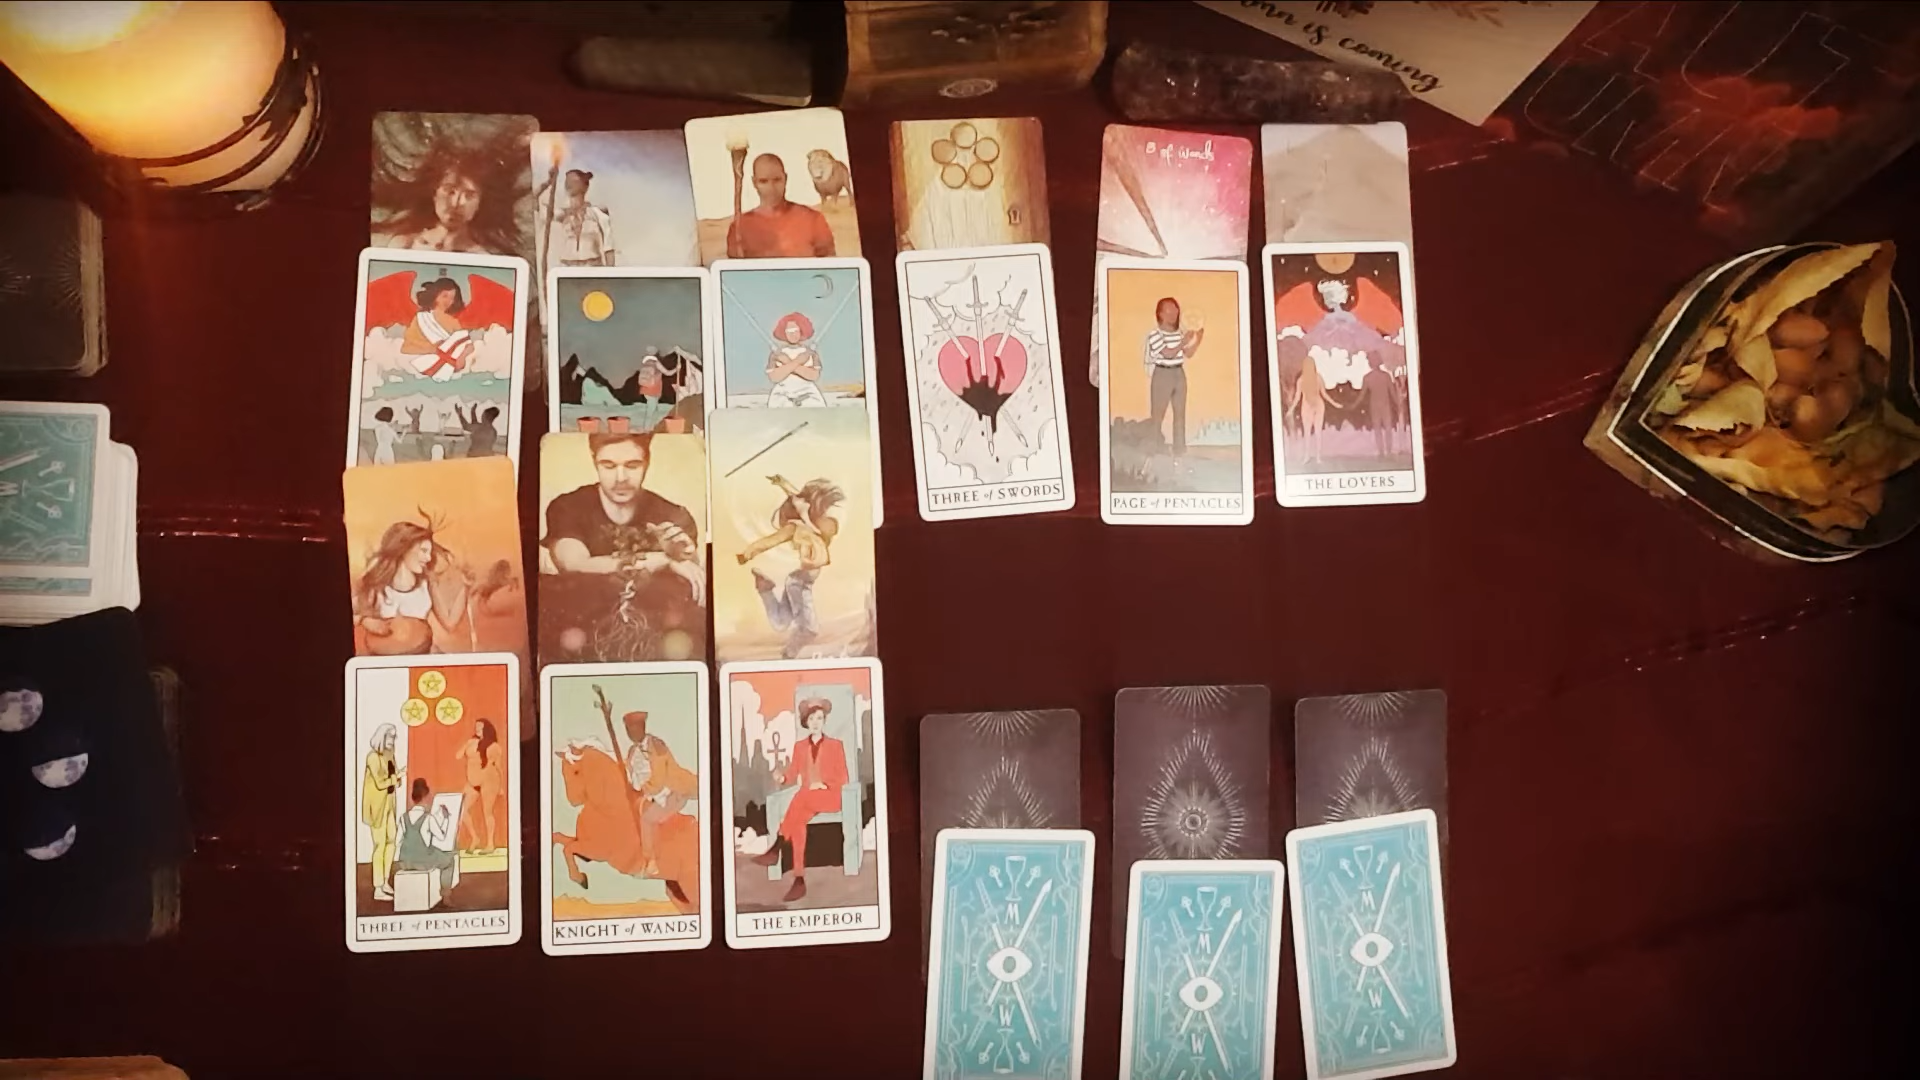 is coming
AUT
8 of wands
THREE of SWORDS
PAGE of PENTACLES
THE LOVERS
THREE of PENTACLES
KNIGHT of WANDS
THE EMPEROR
M
W
M
W
M
W